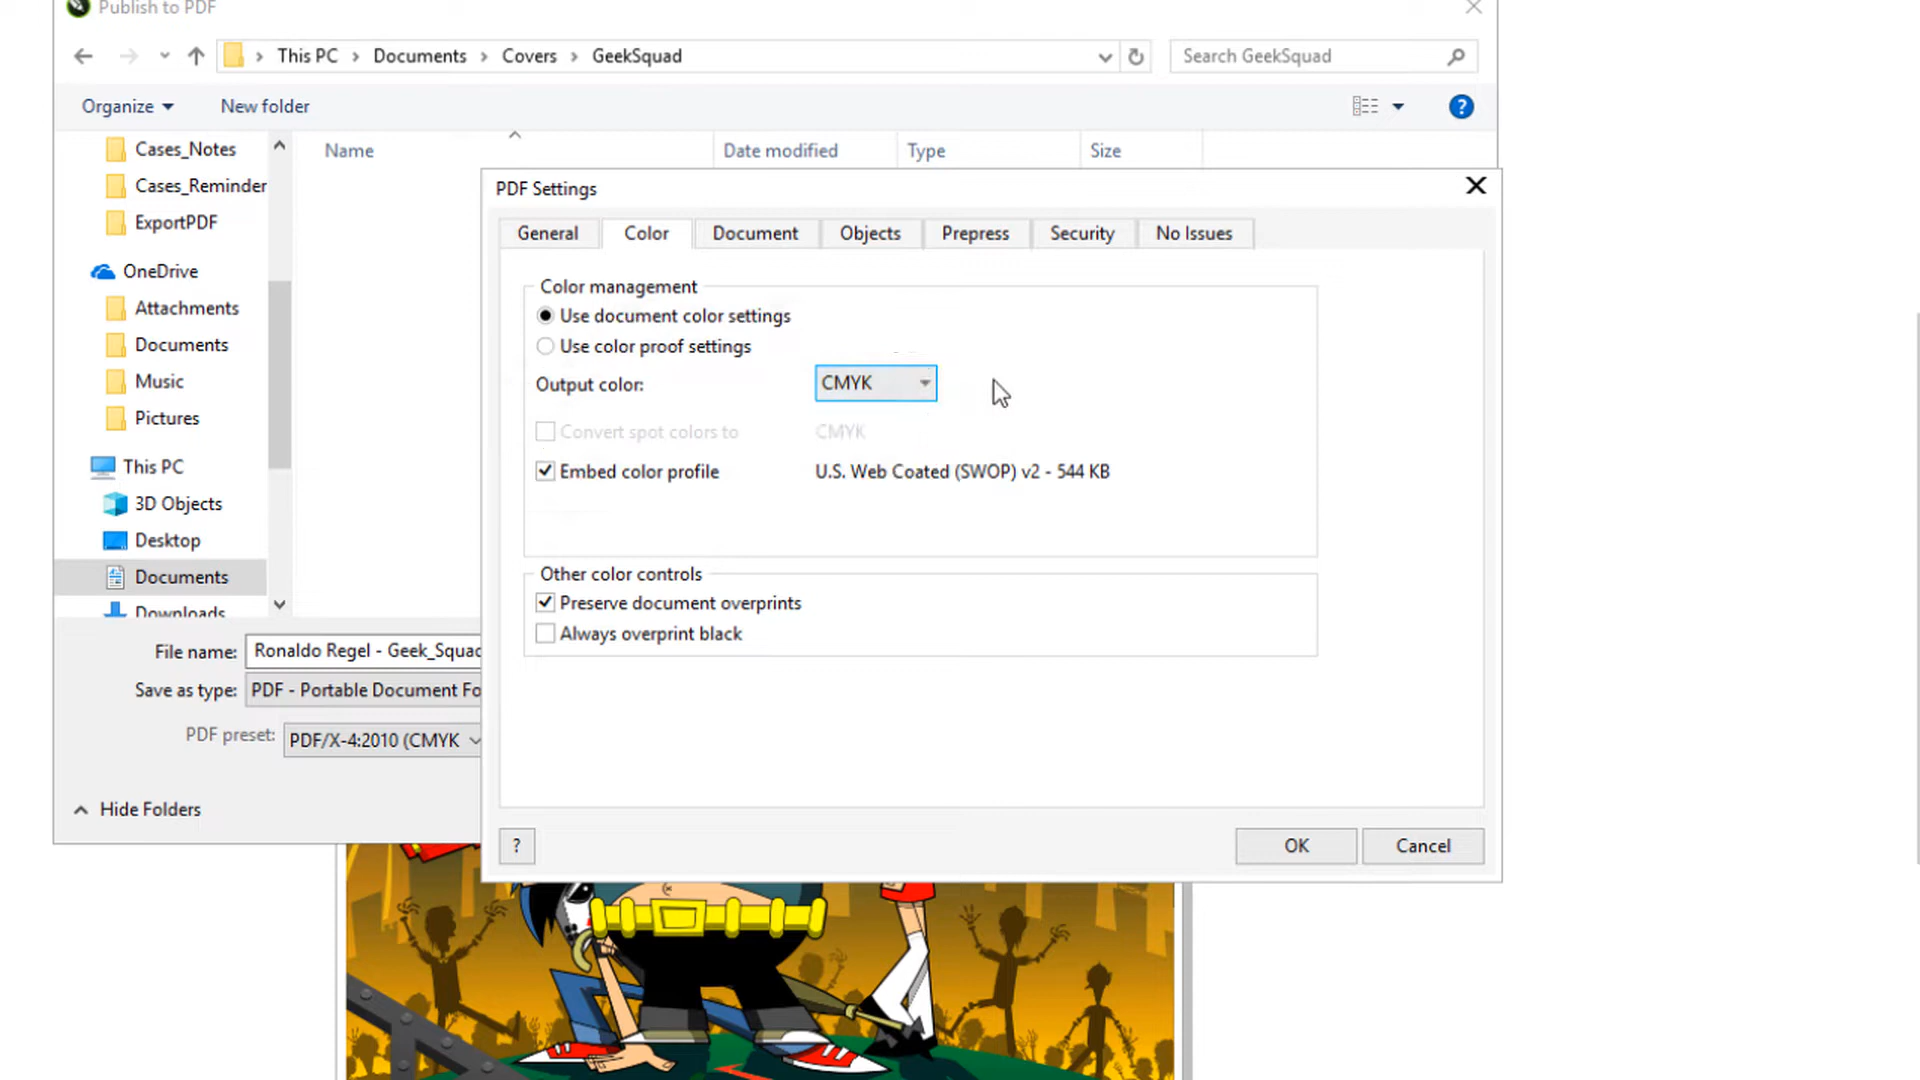 Publish to PDF
This PC > Documents > Covers > GeekSquad
Search GeekSquad
Organize
New folder
?
Name
Date modified
Type
Size
Cases_Notes
Cases_Reminder
ExportPDF
OneDrive
Attachments
Documents
Music
Pictures
This PC
3D Objects
Desktop
Documents
Downloads
File name: Ronaldo Regel - Geek_Squad
Save as type: PDF - Portable Document Fo
PDF preset: PDF/X-4:2010 (CMYK
Hide Folders
PDF Settings
General
Color
Document
Objects
Prepress
Security
No Issues
Color management
Use document color settings
Use color proof settings
Output color: CMYK
Convert spot colors to CMYK
Embed color profile U.S. Web Coated (SWOP) v2 - 544 KB
Other color controls
Preserve document overprints
Always overprint black
?
OK
Cancel